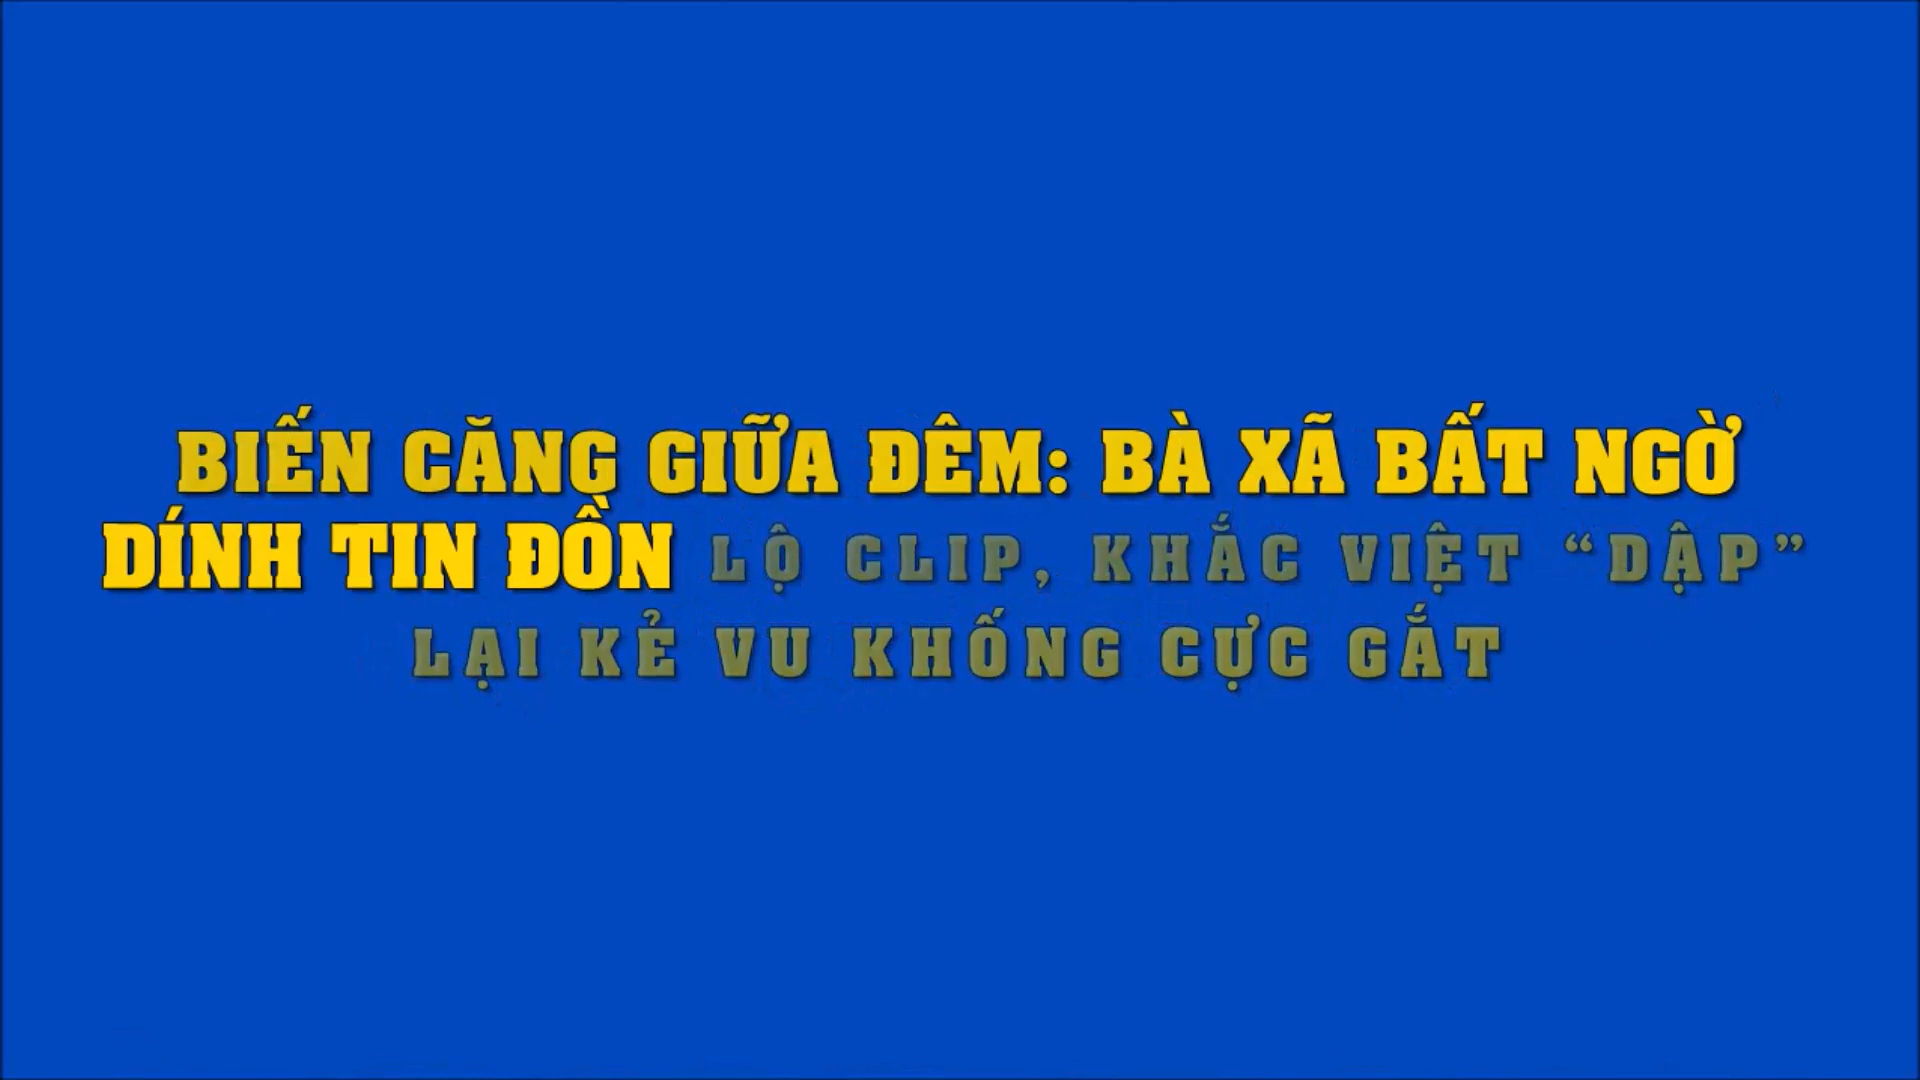 BIẾN CĂNG GIỮA ĐÊM: BÀ XÃ BẤT NGỜ
DÍNH TIN ĐỒN LỘ CLIP, KHẮC VIỆT “DẬP”
LẠI KẺ VU KHỐNG CỰC GẮT